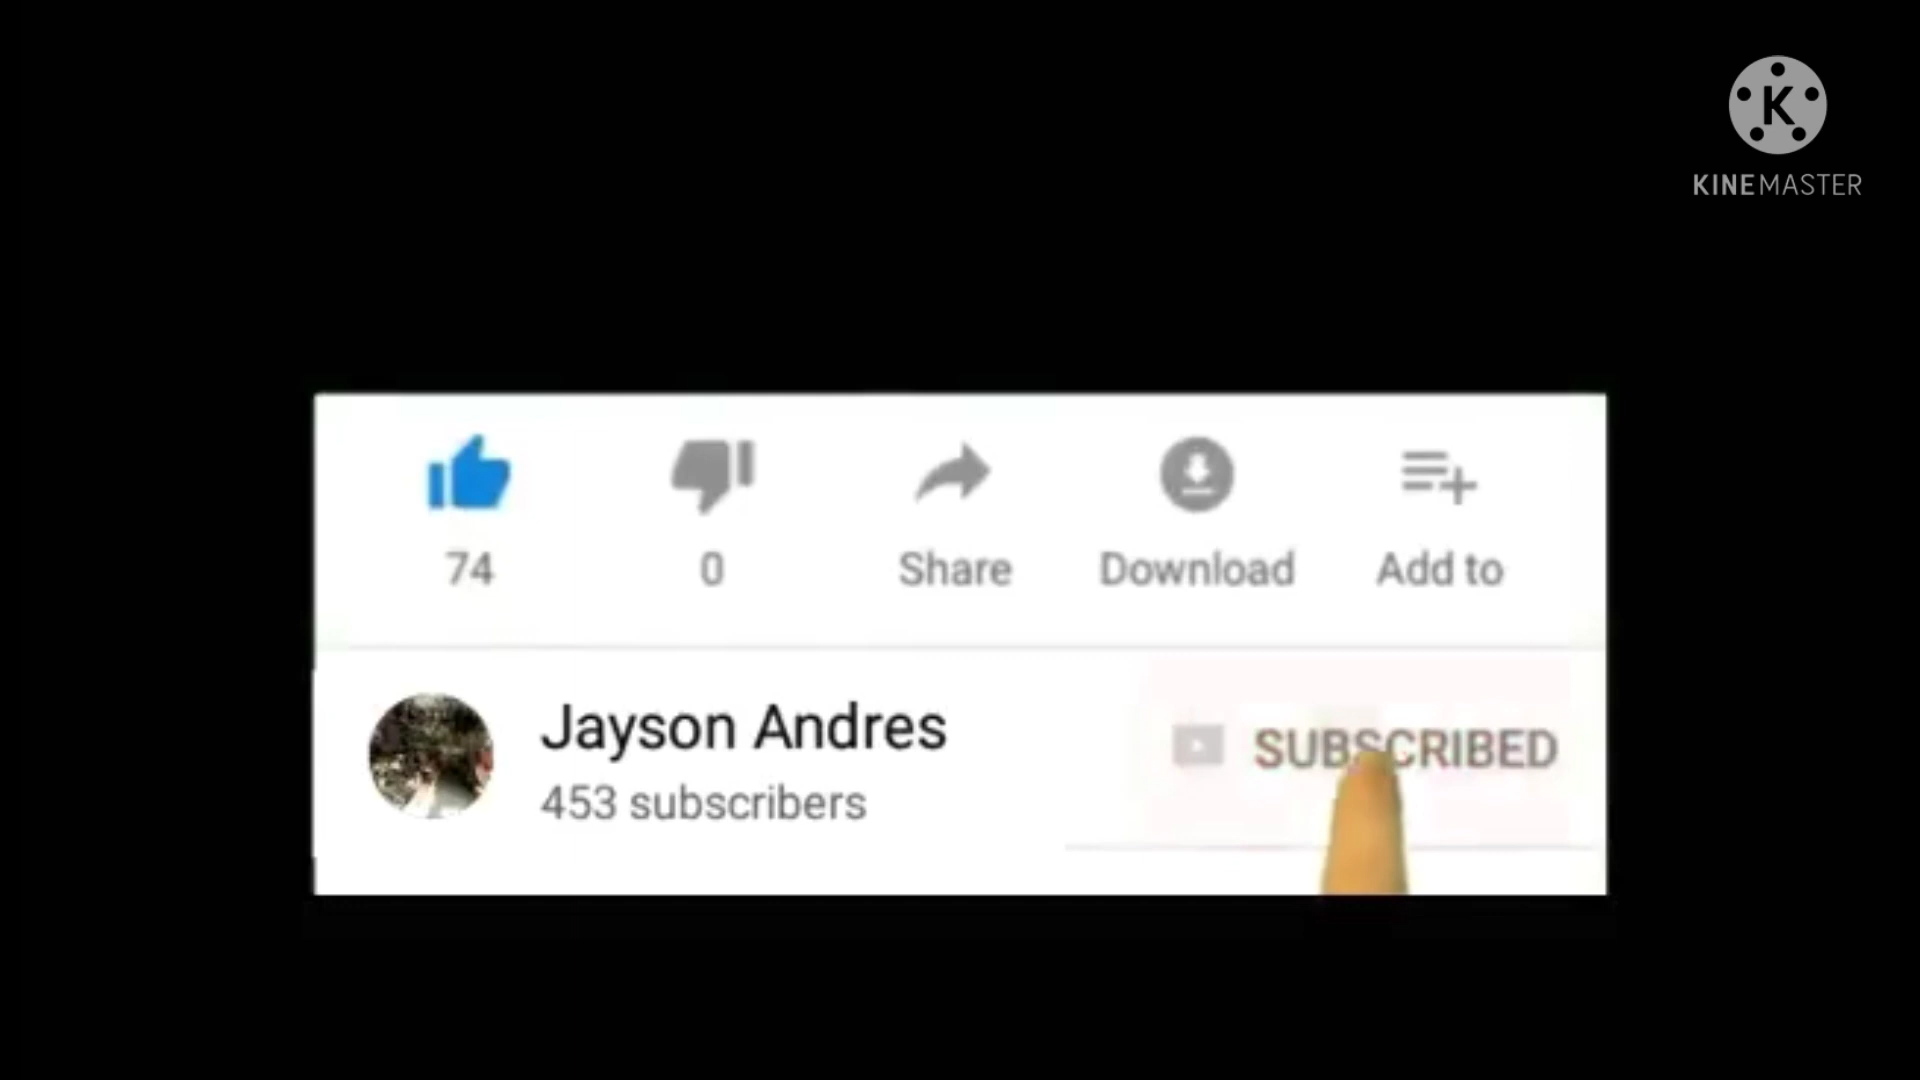 K
KINEMASTER
74
0
Share
Download
Add to
Jayson Andres
SUBSCRIBED
453 subscribers